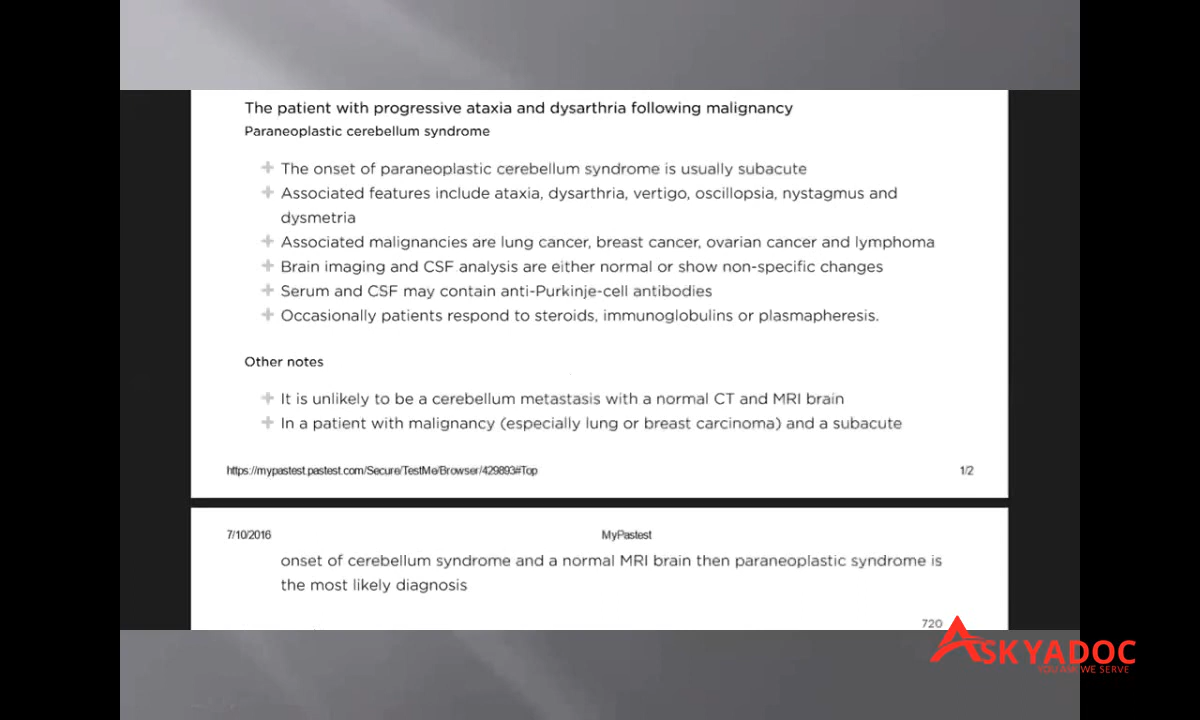 The patient with progressive ataxia and dysarthria following malignancy
Paraneoplastic cerebellum syndrome
The onset of paraneoplastic cerebellum syndrome is usually subacute
Associated features include ataxia, dysarthria, vertigo, oscillopsia, nystagmus and
dysmetria
Associated malignancies are lung cancer, breast cancer, ovarian cancer and lymphoma
Brain imaging and CSF analysis are either normal or show non-specific changes
Serum and CSF may contain anti-Purkinje-cell antibodies
Occasionally patients respond to steroids, immunoglobulins or plasmapheresis.
Other notes
It is unlikely to be a cerebellum metastasis with a normal CT and MRI brain
In a patient with malignancy (especially lung or breast carcinoma) and a subacute
https://mypastest.pastest.com/Secure/TestMe/Browser/429893#Top 1/2
7/10/2016 MyPastest
onset of cerebellum syndrome and a normal MRI brain then paraneoplastic syndrome is
the most likely diagnosis
720
ASKYADOC
YOU ASK WE SERVE